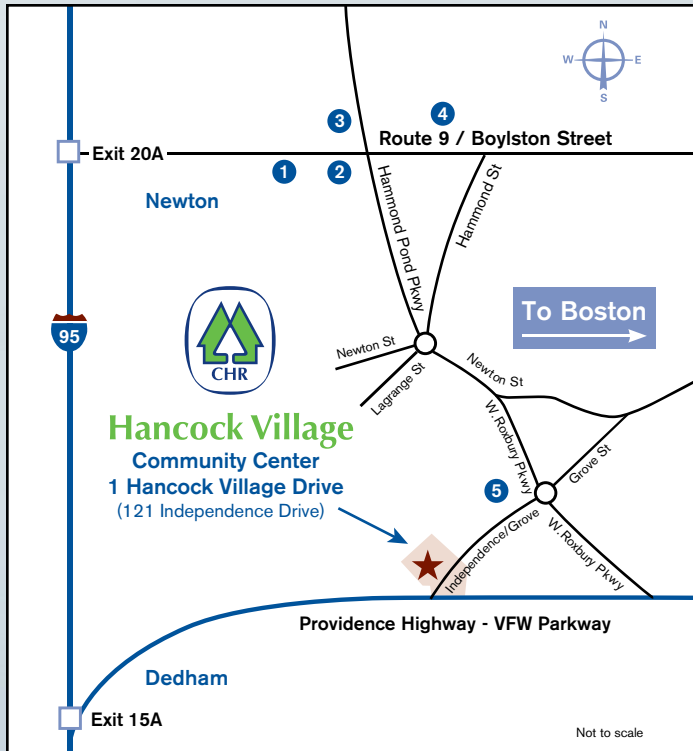 N
W
E
S
3
4
Route 9 / Boylston Street
Exit 20A
1
2
Newton
Hammond Pond Pkwy
Hammond St
95
CHR
To Boston
Newton St
Lagrange St
Newton St
Hancock Village
Community Center
1 Hancock Village Drive
(121 Independence Drive)
W. Roxbury Pkwy
Grove St
5
Independence/Grove
W. Roxbury Pkwy
Providence Highway - VFW Parkway
Dedham
Exit 15A
Not to scale